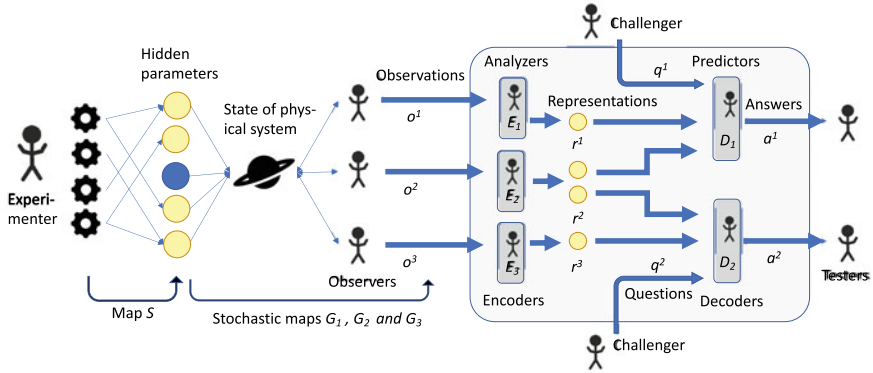 Challenger
Hidden
parameters
Observations
Analyzers
q¹
Predictors
State of phys-
ical system
Representations
Answers
o¹
E₁
r¹
D₁
a¹
Experi-
menter
o²
E₂
r²
o³
E₃
r³
q²
D₂
a²
Observers
Testers
Encoders
Questions
Decoders
Map S
Stochastic maps G₁ , G₂ and G₃
Challenger